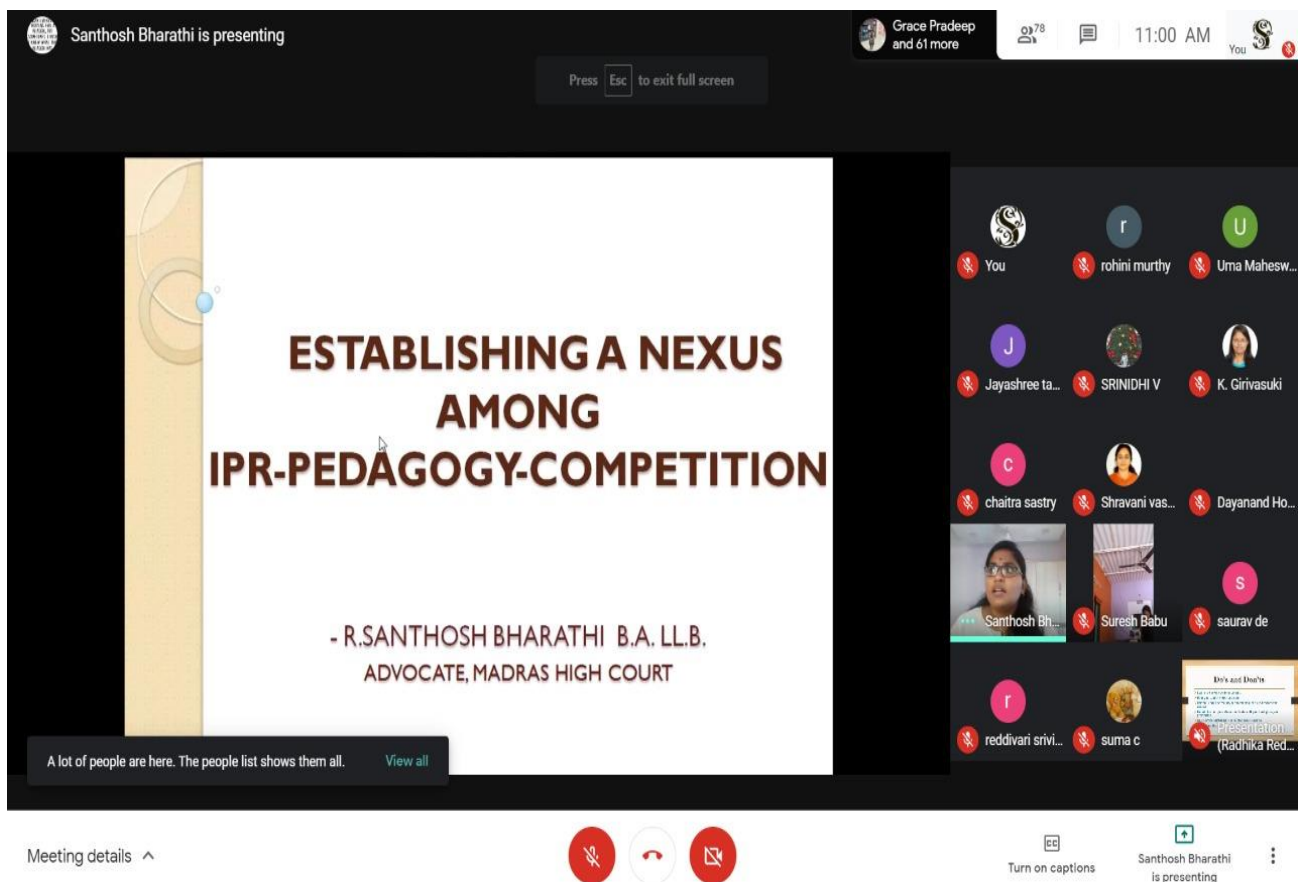 Santhosh Bharathi is presenting
Grace Pradeep
and 61 more
78
11:00 AM
You
Press Esc to exit full screen
ESTABLISHING A NEXUS
AMONG
IPR-PEDAGOGY-COMPETITION
- R.SANTHOSH BHARATHI B.A. LL.B.
ADVOCATE, MADRAS HIGH COURT
You
rohini murthy
Uma Mahesw...
Jayashree ta...
SRINIDHI V
K. Girivasuki
chaitra sastry
Shravani vas...
Dayanand Ho...
Santhosh Bh...
Suresh Babu
saurav de
reddivari srivi...
suma c
Do's and Don'ts
Presentation
(Radhika Red...
r
U
J
c
s
r
A lot of people are here. The people list shows them all. View all
Meeting details
CC
Turn on captions
Santhosh Bharathi
is presenting